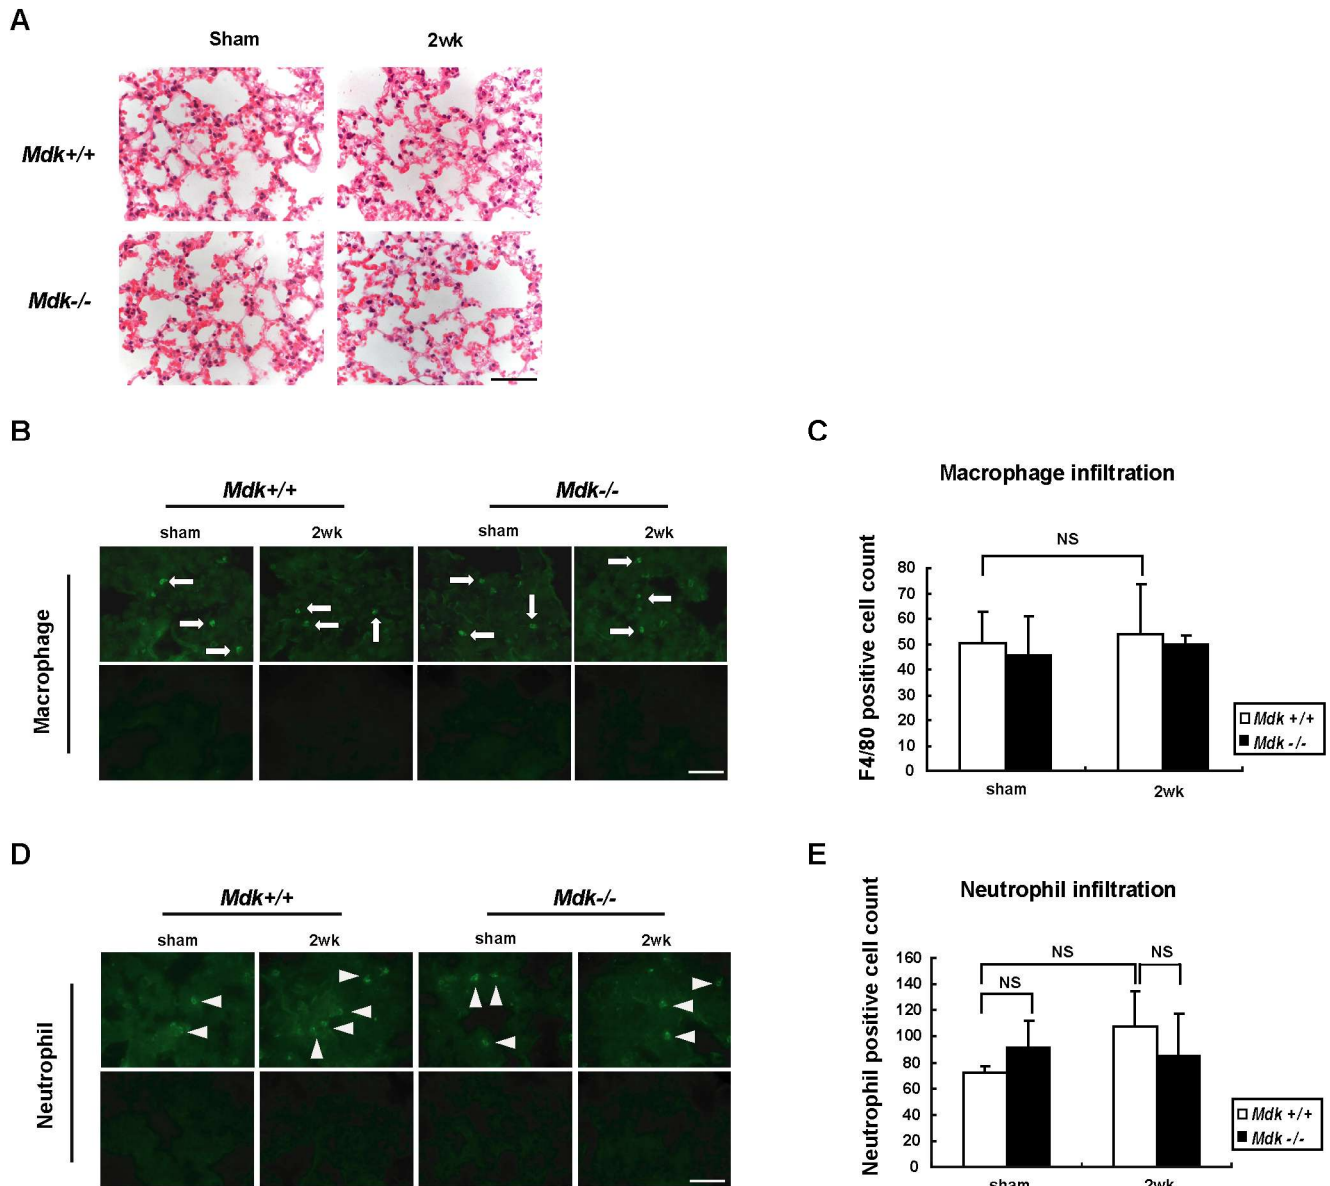 A
Sham 2wk
Mdk+/+
Mdk-/-
B
Mdk+/+ Mdk-/-
sham 2wk sham 2wk
Macrophage
C
Macrophage infiltration
NS
F4/80 positive cell count
80
70
60
50
40
30
20
10
0
sham 2wk
Mdk +/+
Mdk -/-
D
Mdk+/+ Mdk-/-
sham 2wk sham 2wk
Neutrophil
E
Neutrophil infiltration
NS NS
NS
Neutrophil positive cell count
160
140
120
100
80
60
40
20
0
sham 2wk
Mdk +/+
Mdk -/-